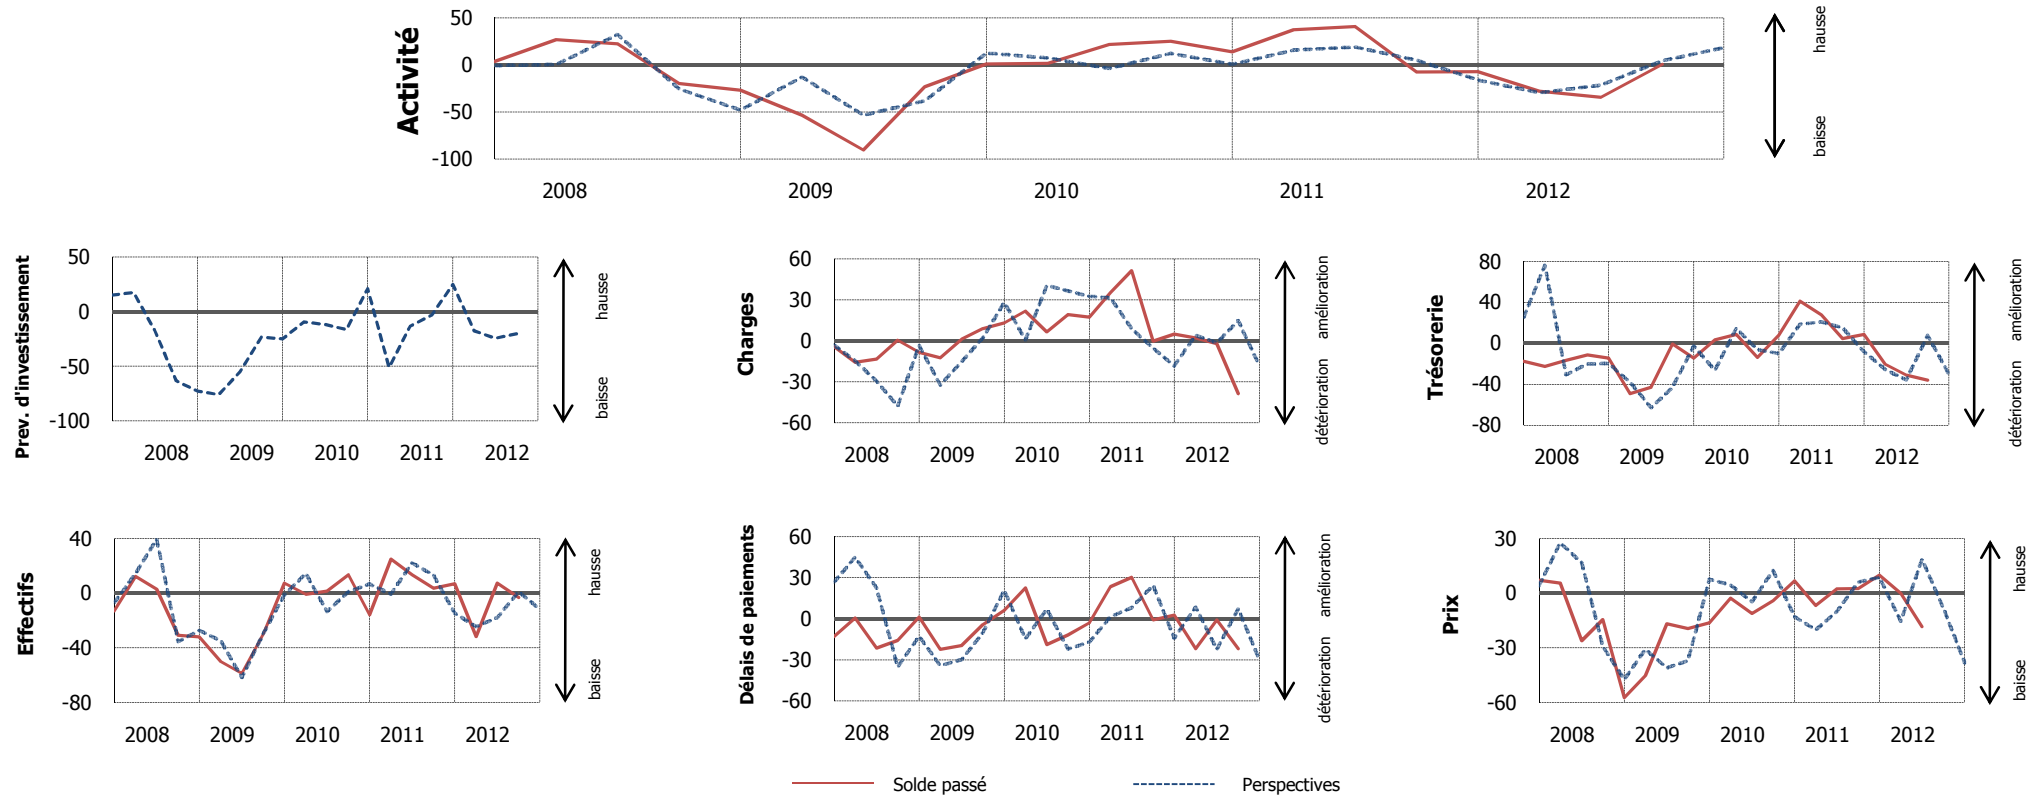 Activité
50
0
-50
-100
hausse
baisse
2008 2009 2010 2011 2012
Prev. d'investissement
50
0
-50
-100
hausse
baisse
2008 2009 2010 2011 2012
Charges
60
30
0
-30
-60
amélioration
détérioration
2008 2009 2010 2011 2012
Trésorerie
80
40
0
-40
-80
amélioration
détérioration
2008 2009 2010 2011 2012
Effectifs
40
0
-40
-80
hausse
baisse
2008 2009 2010 2011 2012
Délais de paiements
60
30
0
-30
-60
amélioration
détérioration
2008 2009 2010 2011 2012
Prix
30
0
-30
-60
hausse
baisse
2008 2009 2010 2011 2012
Solde passé Perspectives